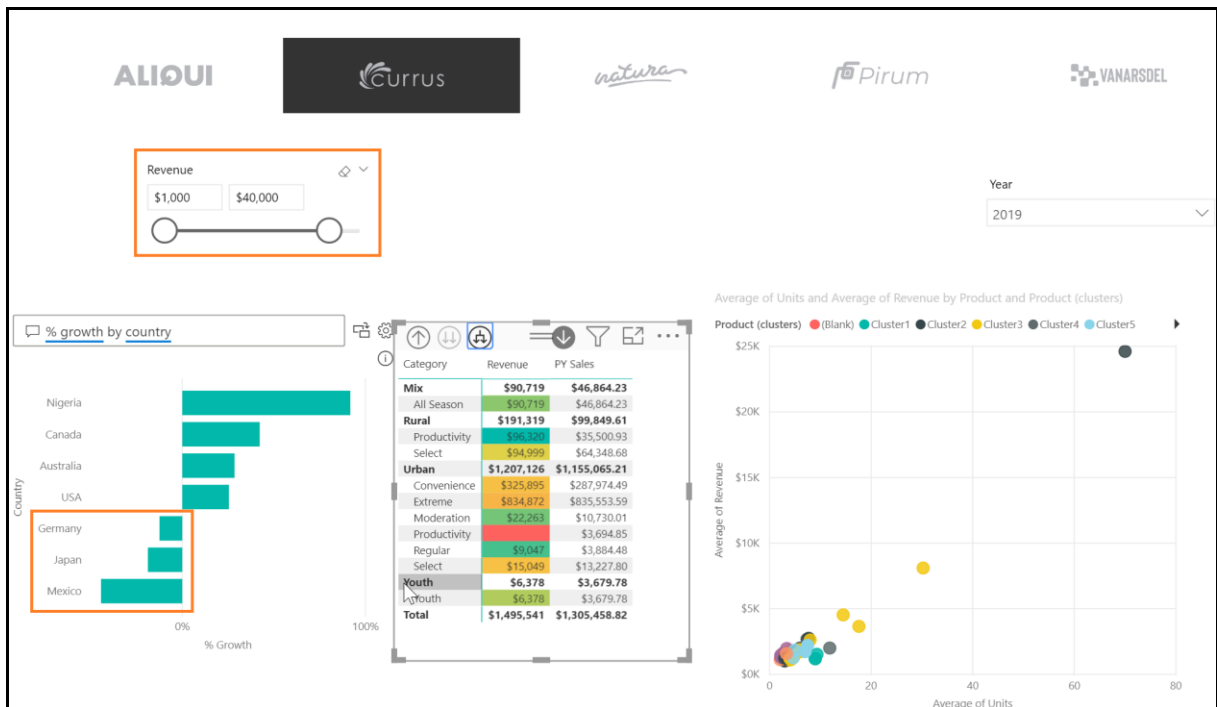 ALIQUI currus natura Pirum VANARSDEL
Revenue
$1,000 $40,000
Year
2019
% growth by country
Country
Nigeria
Canada
Australia
USA
Germany
Japan
Mexico
0% 100%
% Growth
Category Revenue PY Sales
Mix $90,719 $46,864.23
All Season $90,719 $46,864.23
Rural $191,319 $99,849.61
Productivity $96,320 $35,500.93
Select $94,999 $64,348.68
Urban $1,207,126 $1,155,065.21
Convenience $325,895 $287,974.49
Extreme $834,872 $835,553.59
Moderation $22,263 $10,730.01
Productivity $3,694.85
Regular $9,047 $3,884.48
Select $15,049 $13,227.80
Youth $6,378 $3,679.78
Youth $6,378 $3,679.78
Total $1,495,541 $1,305,458.82
Average of Units and Average of Revenue by Product and Product (clusters)
Product (clusters) (Blank) Cluster1 Cluster2 Cluster3 Cluster4 Cluster5
Average of Revenue
$25K
$20K
$15K
$10K
$5K
$0K
0 20 40 60 80
Average of Units